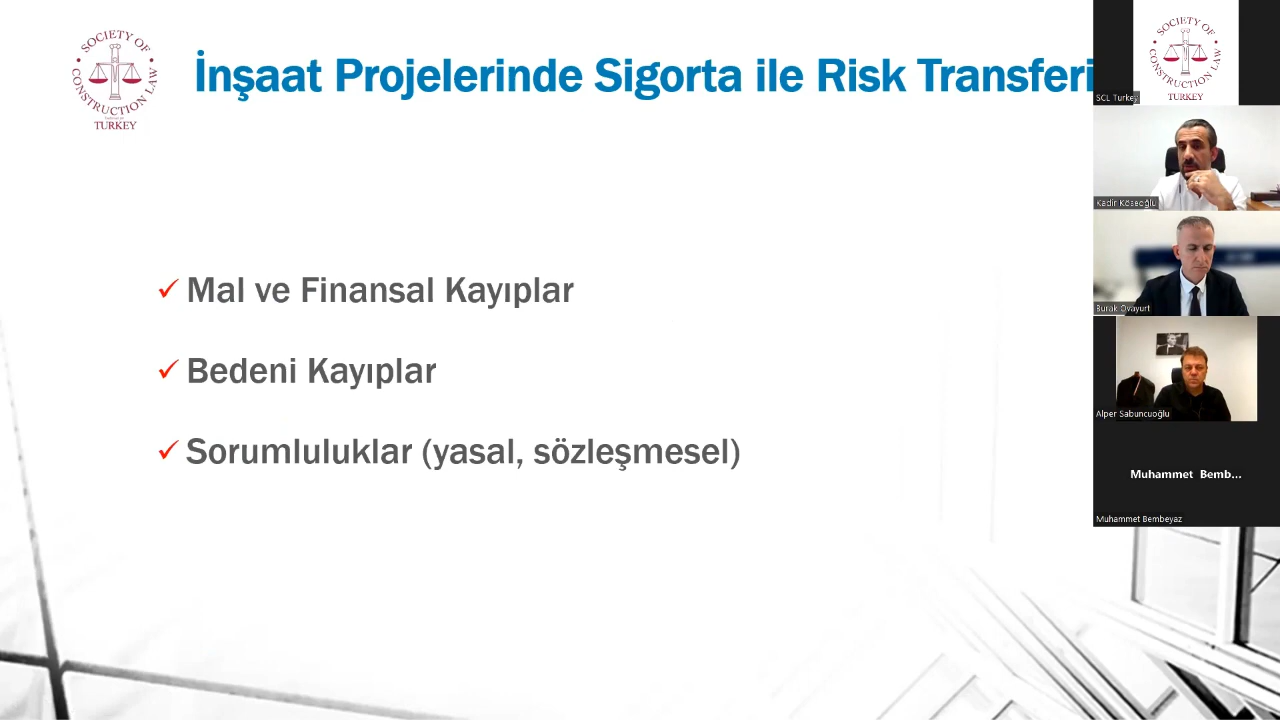 SOCIETY OF
CONSTRUCTION LAW
TURKEY
İnşaat Projelerinde Sigorta ile Risk Transferi
Mal ve Finansal Kayıplar
Bedeni Kayıplar
Sorumluluklar (yasal, sözleşmesel)
SOCIETY OF
CONSTRUCTION LAW
TURKEY
SCL Turkey
Kadir Köseoğlu
Burak Ovayurt
Alper Sabuncuoğlu
Muhammet Bemb...
Muhammet Bembeyaz